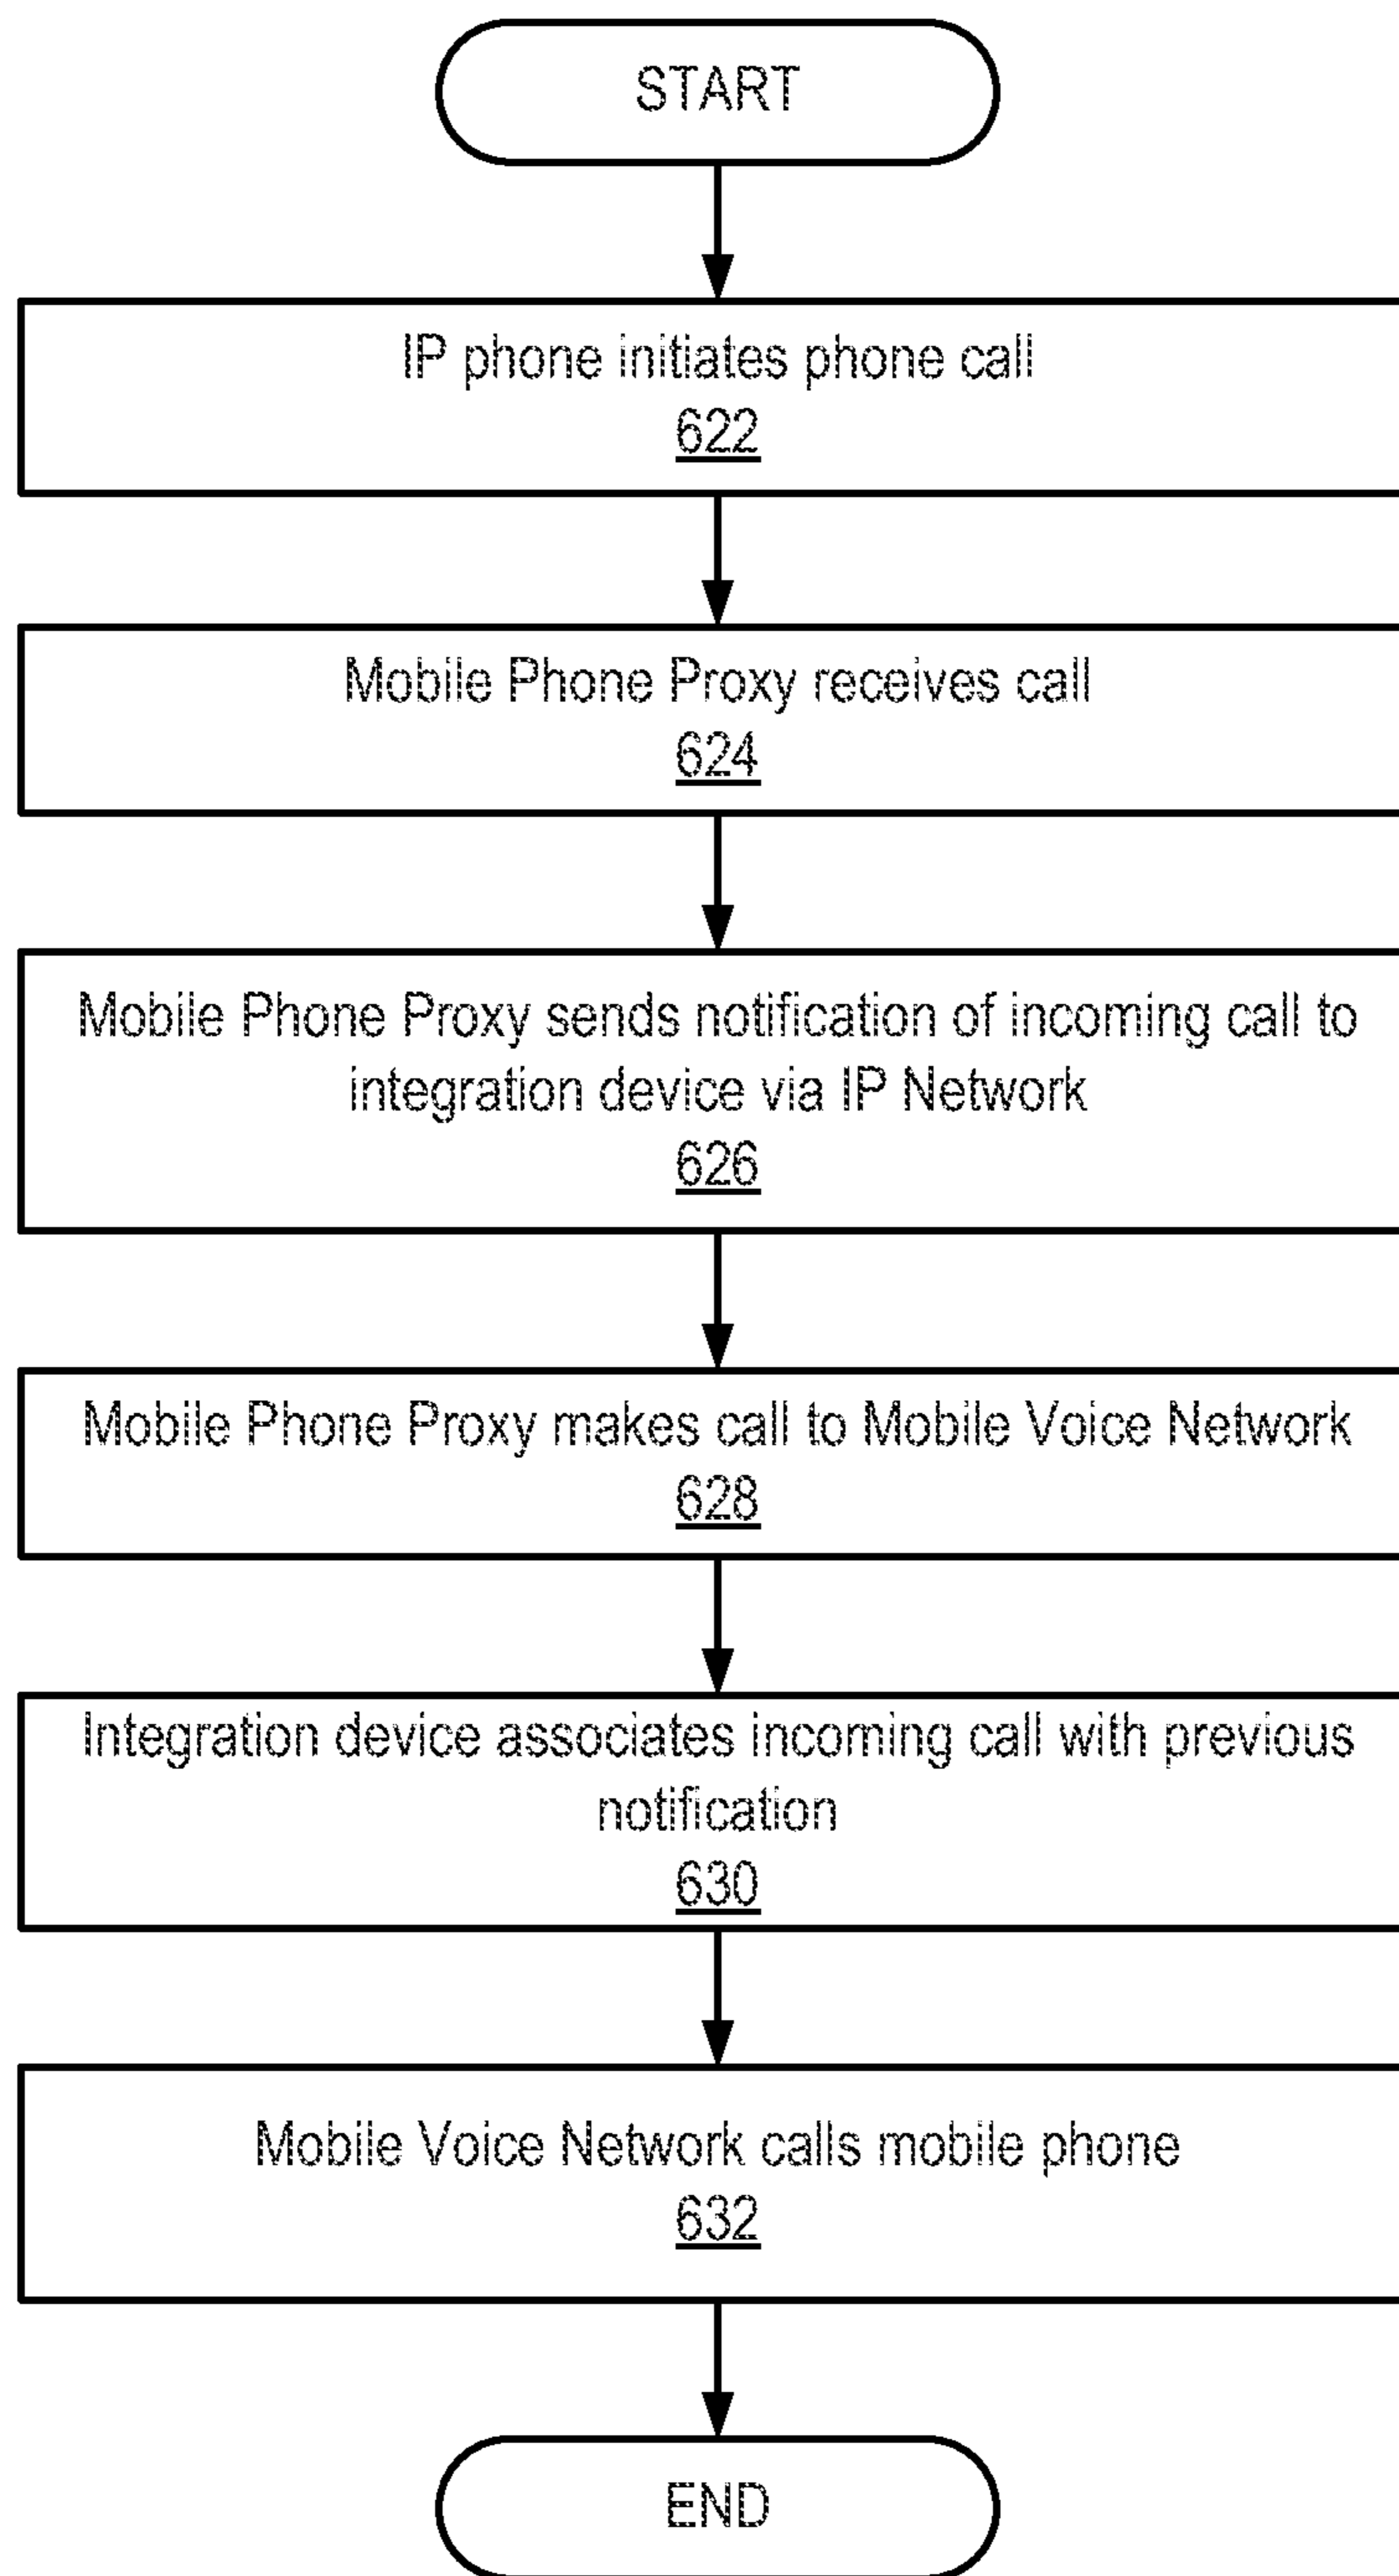 START
IP phone initiates phone call
622
Mobile Phone Proxy receives call
624
Mobile Phone Proxy sends notification of incoming call to
integration device via IP Network
626
Mobile Phone Proxy makes call to Mobile Voice Network
628
Integration device associates incoming call with previous
notification
630
Mobile Voice Network calls mobile phone
632
END